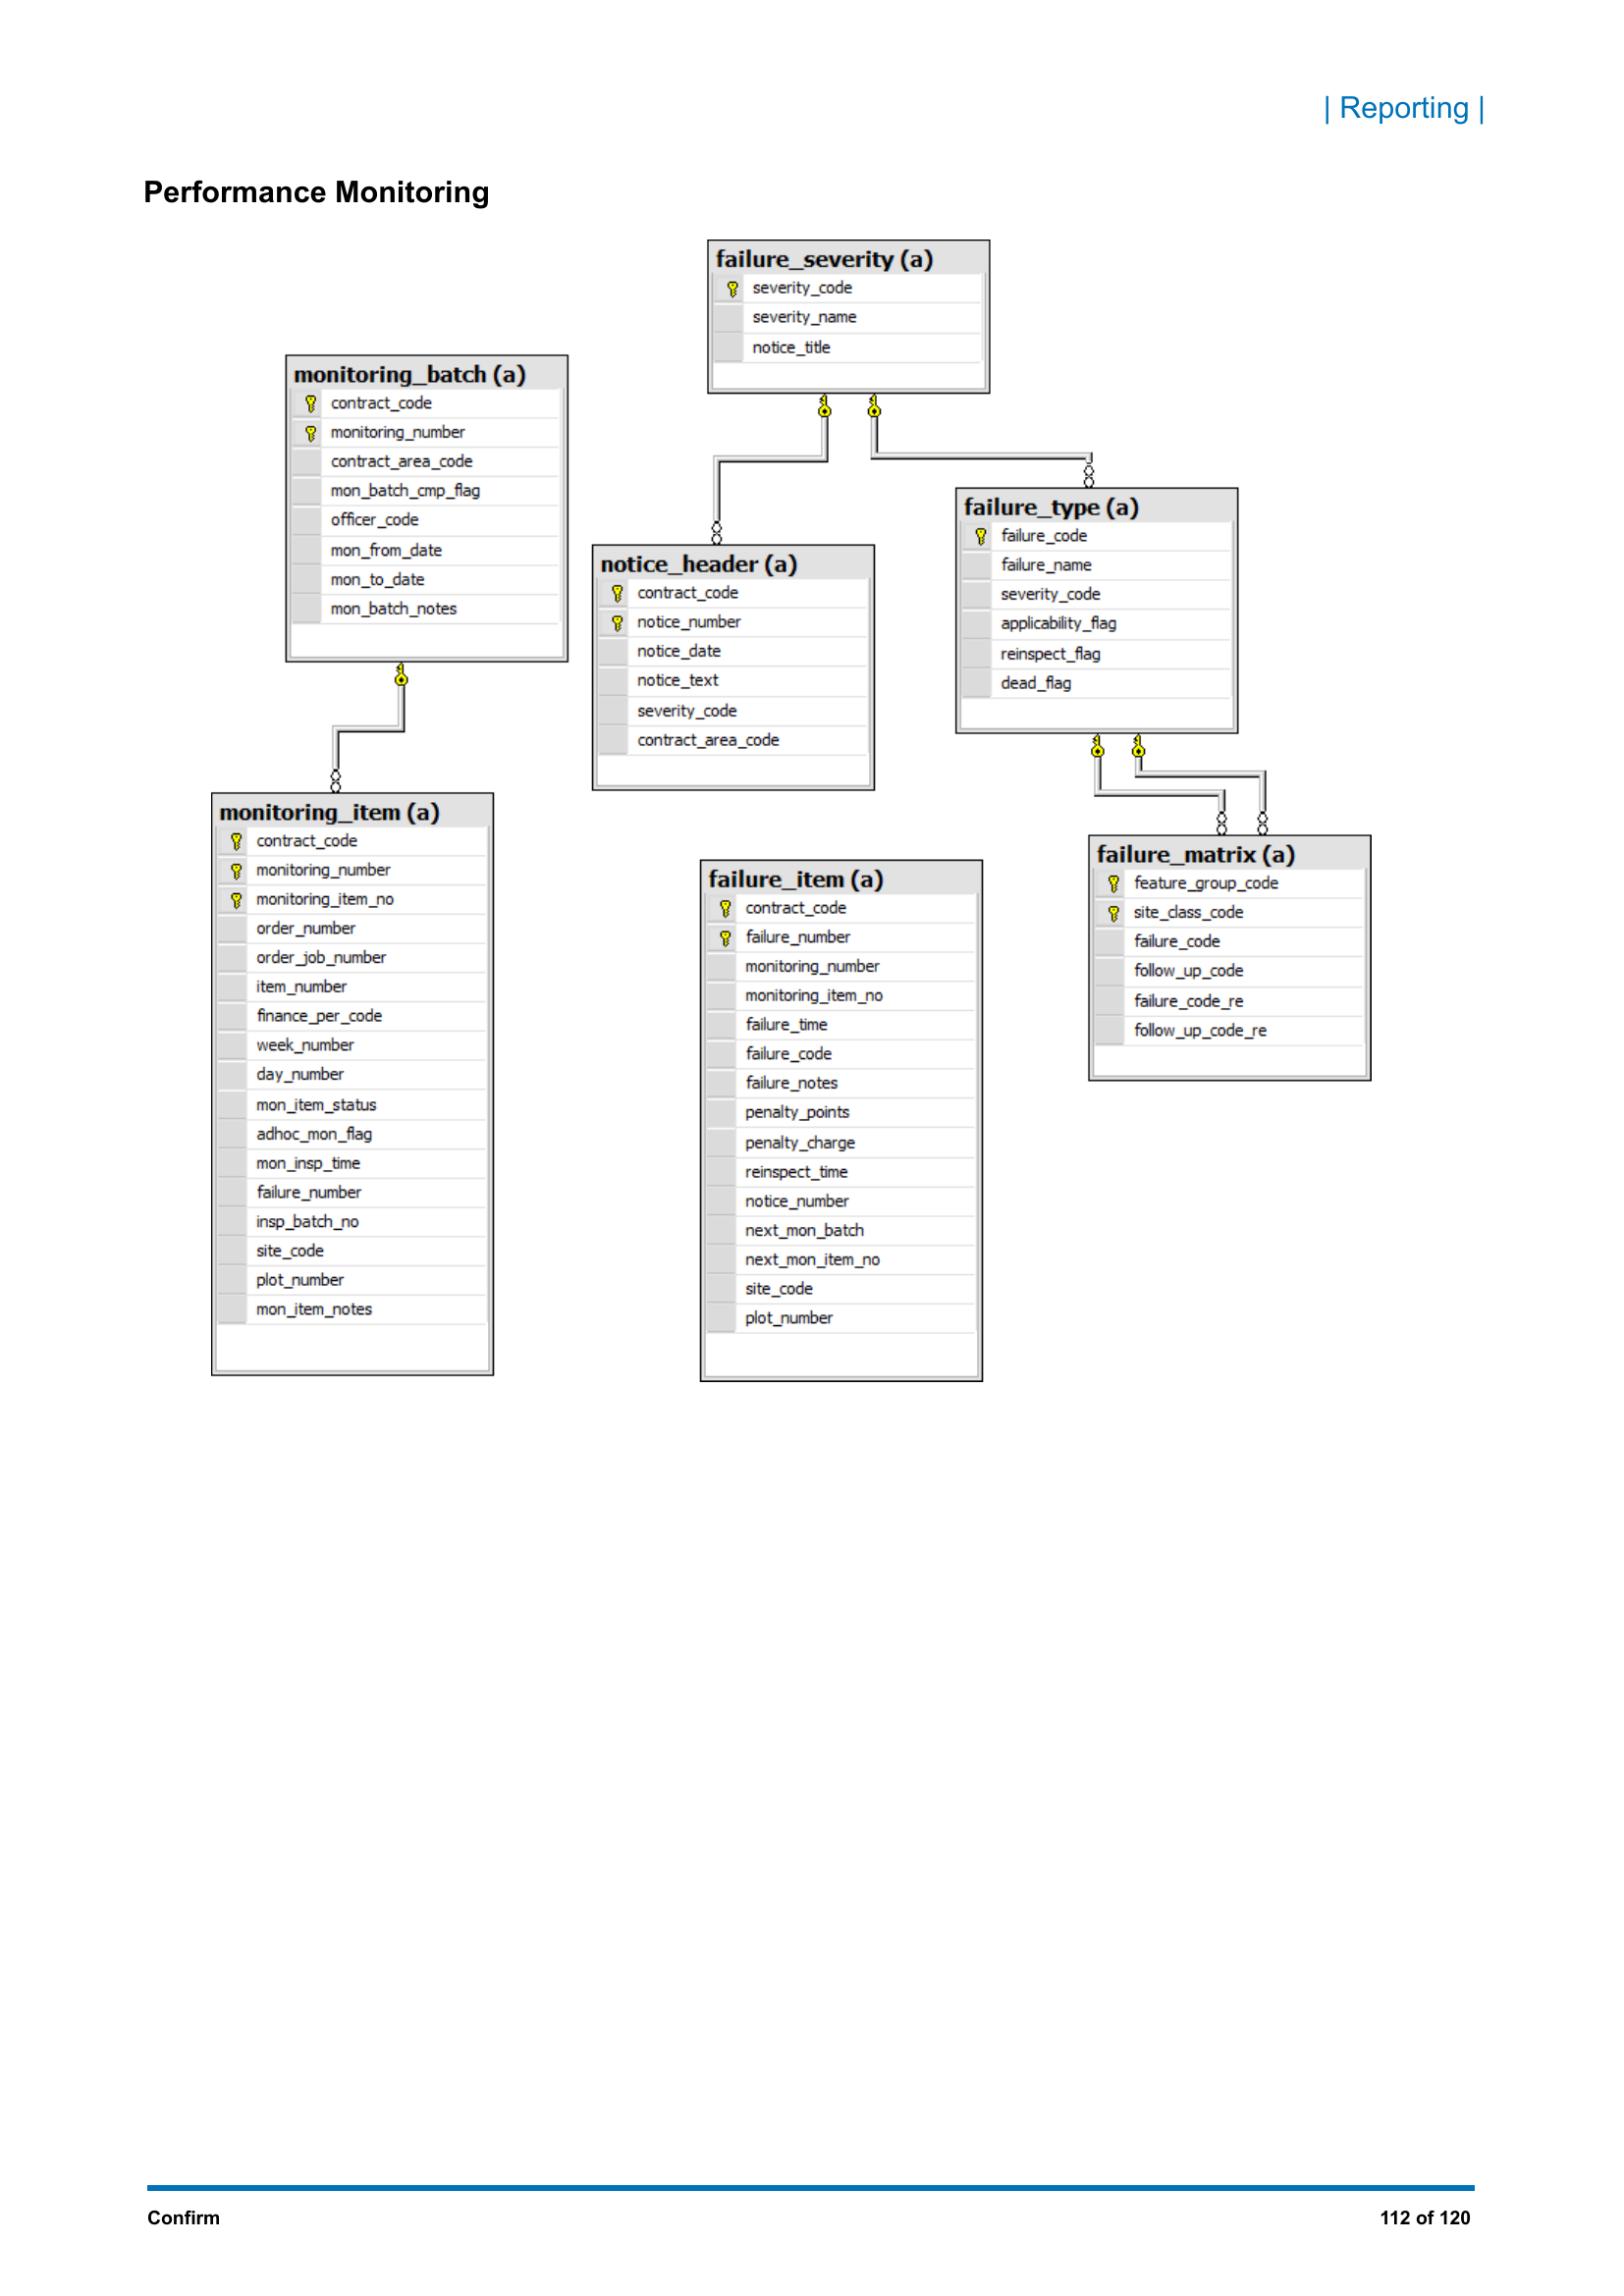 | Reporting |
Performance Monitoring
failure_severity (a)
severity_code
severity_name
notice_title
monitoring_batch (a)
contract_code
monitoring_number
contract_area_code
mon_batch_cmp_flag
officer_code
mon_from_date
mon_to_date
mon_batch_notes
notice_header (a)
contract_code
notice_number
notice_date
notice_text
severity_code
contract_area_code
failure_type (a)
failure_code
failure_name
severity_code
applicability_flag
reinspect_flag
dead_flag
monitoring_item (a)
contract_code
monitoring_number
monitoring_item_no
order_number
order_job_number
item_number
finance_per_code
week_number
day_number
mon_item_status
adhoc_mon_flag
mon_insp_time
failure_number
insp_batch_no
site_code
plot_number
mon_item_notes
failure_item (a)
contract_code
failure_number
monitoring_number
monitoring_item_no
failure_time
failure_code
failure_notes
penalty_points
penalty_charge
reinspect_time
notice_number
next_mon_batch
next_mon_item_no
site_code
plot_number
failure_matrix (a)
feature_group_code
site_class_code
failure_code
follow_up_code
failure_code_re
follow_up_code_re
Confirm
112 of 120